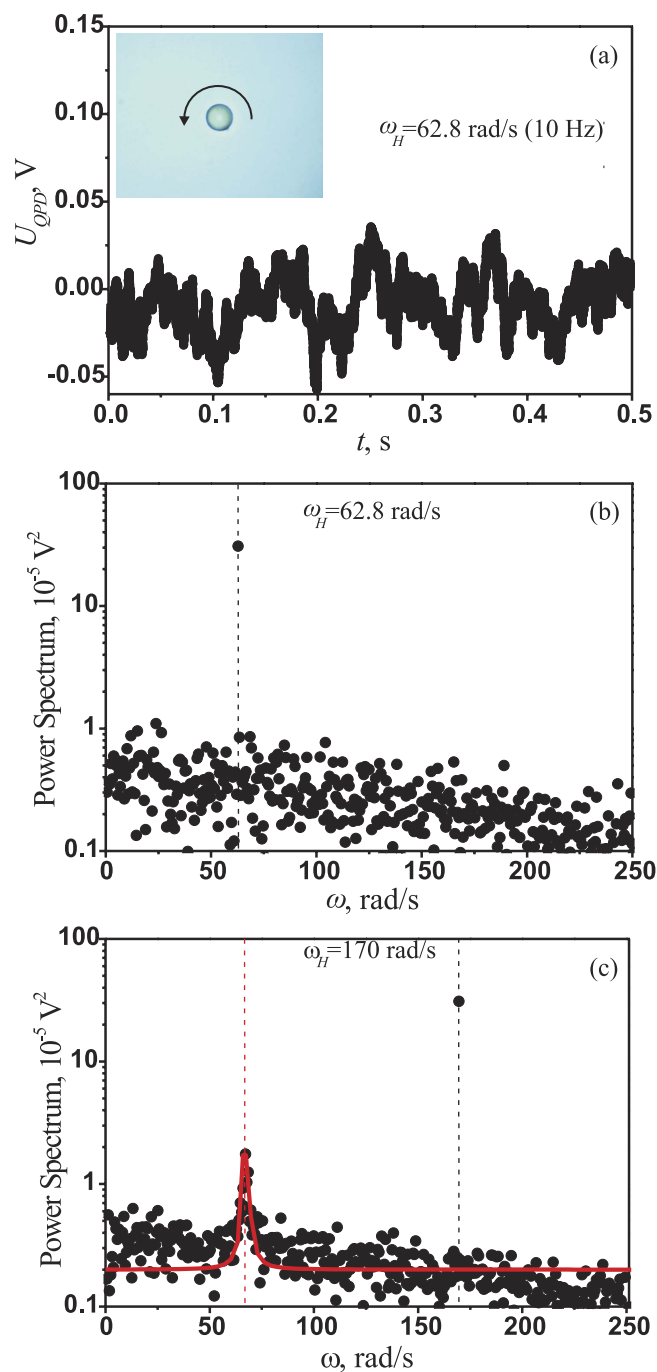 (a)
0.15
0.10
0.05
0.00
-0.05
U_QPD, V
ω_H=62.8 rad/s (10 Hz)
0.0 0.1 0.2 0.3 0.4 0.5
t, s
(b)
ω_H=62.8 rad/s
100
10
1
0.1
Power Spectrum, 10⁻⁵ V²
0 50 100 150 200 250
ω, rad/s
(c)
ω_H=170 rad/s
100
10
1
0.1
Power Spectrum, 10⁻⁵ V²
0 50 100 150 200 250
ω, rad/s